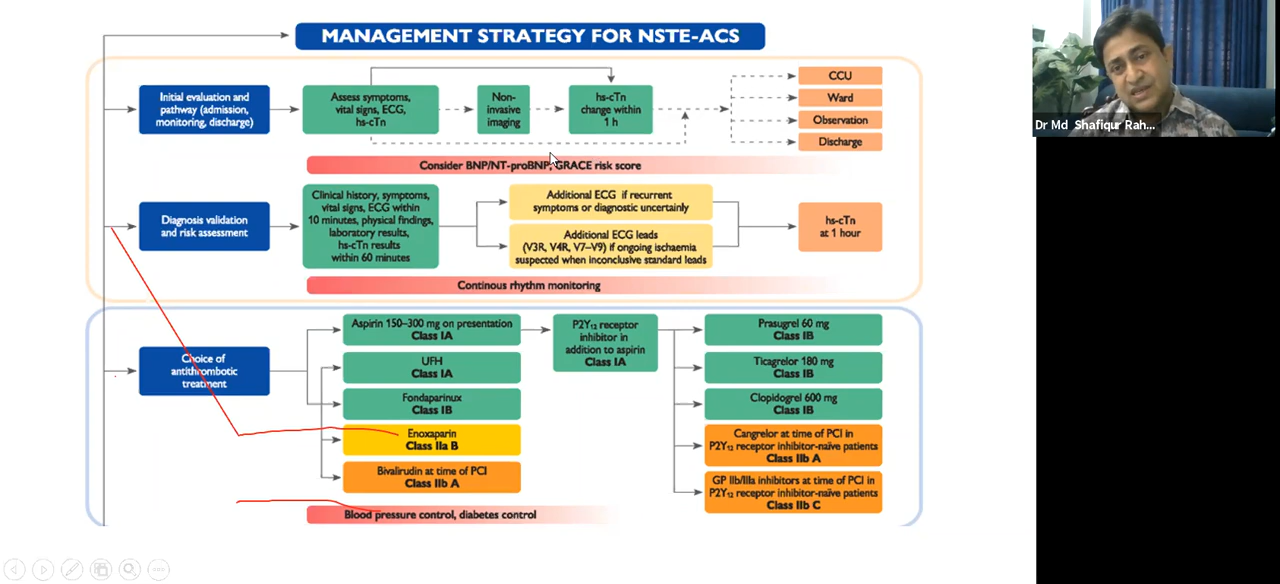 MANAGEMENT STRATEGY FOR NSTE-ACS
Initial evaluation and
pathway (admission,
monitoring, discharge)
Assess symptoms,
vital signs, ECG,
hs-cTn
Non-
invasive
imaging
hs-cTn
change within
1 h
CCU
Ward
Observation
Discharge
Consider BNP/NT-proBNP, GRACE risk score
Diagnosis validation
and risk assessment
Clinical history, symptoms,
vital signs, ECG within
10 minutes, physical findings,
laboratory results,
hs-cTn results
within 60 minutes
Additional ECG if recurrent
symptoms or diagnostic uncertainly
Additional ECG leads
(V3R, V4R, V7–V9) if ongoing ischaemia
suspected when inconclusive standard leads
hs-cTn
at 1 hour
Continous rhythm monitoring
Choice of
antithrombotic
treatment
Aspirin 150–300 mg on presentation
Class IA
UFH
Class IA
Fondaparinux
Class IB
Enoxaparin
Class IIa B
Bivalirudin at time of PCI
Class IIb A
P2Y12 receptor
inhibitor in
addition to aspirin
Class IA
Prasugrel 60 mg
Class IB
Ticagrelor 180 mg
Class IB
Clopidogrel 600 mg
Class IB
Cangrelor at time of PCI in
P2Y12 receptor inhibitor-naïve patients
Class IIb A
GP IIb/IIIa inhibitors at time of PCI in
P2Y12 receptor inhibitor-naïve patients
Class IIb C
Blood pressure control, diabetes control
Dr Md Shafiqur Rah...